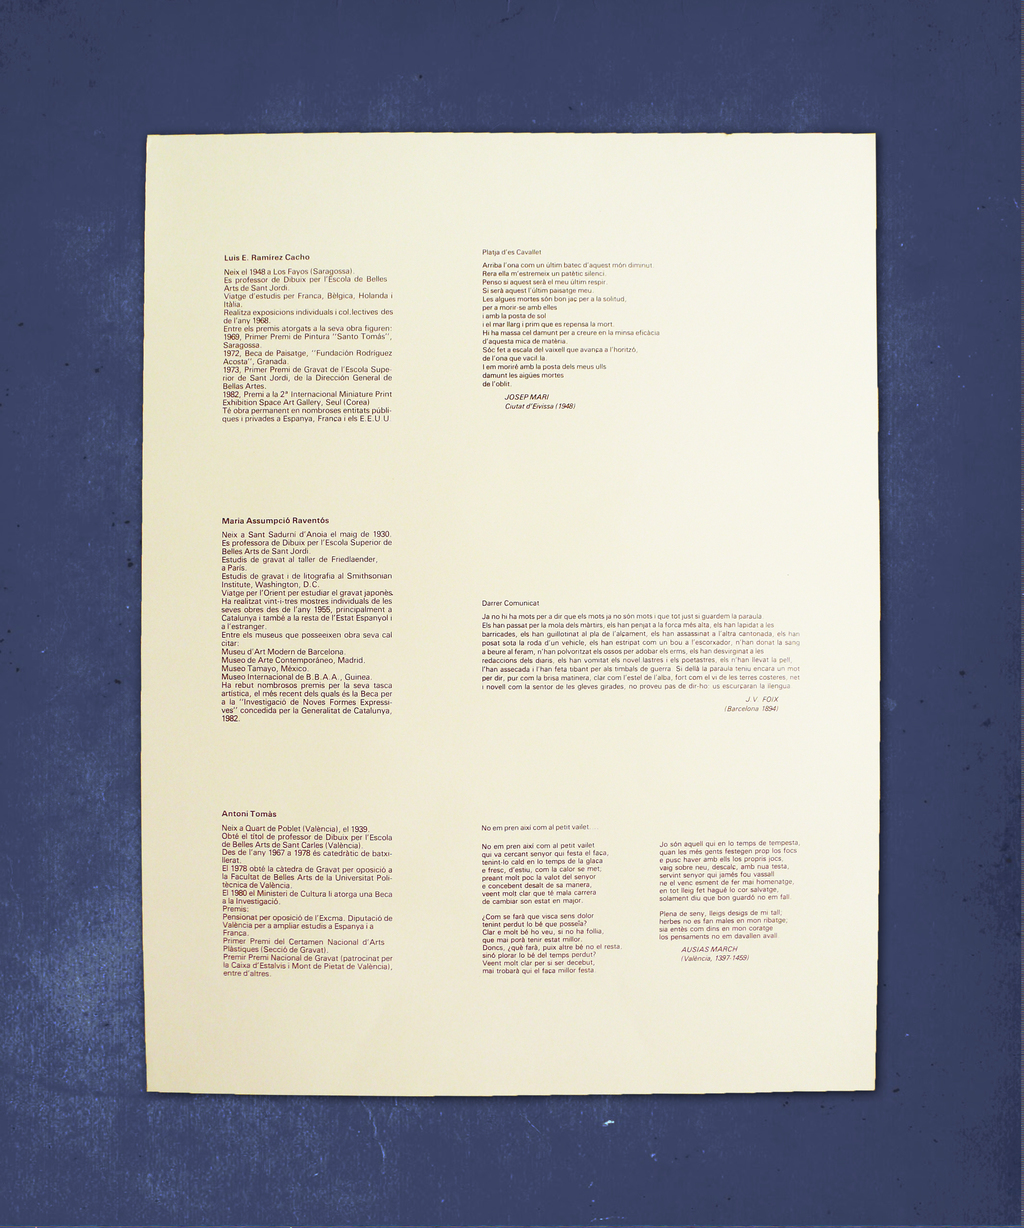 Luis E. Ramírez Cacho
Neix el 1948 a Los Fayos (Saragossa).
Es professor de Dibuix per l'Escola de Belles
Arts de Sant Jordi.
Viatge d'estudis per França, Bèlgica, Holanda i
Itàlia.
Realitza exposicions individuals i col.lectives des
de l'any 1968.
Entre els premis atorgats a la seva obra figuren:
1969, Primer Premi de Pintura "Santo Tomás",
Saragossa.
1972, Beca de Paisatge, "Fundación Rodríguez
Acosta", Granada.
1973, Primer Premi de Gravat de l'Escola Supe-
rior de Sant Jordi, de la Dirección General de
Bellas Artes.
1982, Premi a la 2ª Internacional Miniature Print
Exhibition Space Art Gallery, Seul (Corea)
Té obra permanent en nombroses entitats públi-
ques i privades a Espanya, França i els E.E.U.U.
Platja d'es Cavallet
Arriba l'ona com un últim batec d'aquest món diminut.
Rera ella m'estremeix un patètic silenci.
Penso si aquest serà el meu últim respir.
Si serà aquest l'últim paisatge meu.
Les algues mortes són bon jaç per a la solitud,
per a morir-se amb elles
i amb la posta de sol
i el mar llarg i prim que es repensa la mort.
Hi ha massa cel damunt per a creure en la minsa eficàcia
d'aquesta mica de matèria.
Sóc fet a escala del vaixell que avança a l'horitzó,
de l'ona que vacil.la.
I em moriré amb la posta dels meus ulls
damunt les aigües mortes
de l'oblit.
JOSEP MARI
Ciutat d'Eivissa (1948)
Maria Assumpció Raventós
Neix a Sant Sadurní d'Anoia el maig de 1930.
Es professora de Dibuix per l'Escola Superior de
Belles Arts de Sant Jordi.
Estudis de gravat al taller de Friedlaender,
a París.
Estudis de gravat i de litografia al Smithsonian
Institute, Washington, D.C.
Viatge per l'Orient per estudiar el gravat japonès.
Ha realitzat vint-i-tres mostres individuals de les
seves obres des de l'any 1955, principalment a
Catalunya i també a la resta de l'Estat Espanyol i
a l'estranger.
Entre els museus que posseeixen obra seva cal
citar:
Museu d'Art Modern de Barcelona.
Museo de Arte Contemporáneo, Madrid.
Museo Tamayo, México.
Museo Internacional de B.B.A.A., Guinea.
Ha rebut nombrosos premis per la seva tasca
artística, el més recent dels quals és la Beca per
a la "Investigació de Noves Formes Expressi-
ves" concedida per la Generalitat de Catalunya,
1982.
Darrer Comunicat
Ja no hi ha mots per a dir que els mots ja no són mots i que tot just si guardem la paraula.
Els han passat per la mola dels màrtirs, els han penjat a la forca més alta, els han lapidat a les
barricades, els han guillotinat al pla de l'alçament, els han assassinat a l'altra cantonada, els han
posat sota la roda d'un vehicle, els han estripat com un bou a l'escorxador, n'han donat la sang
a beure al feram, n'han polvoritzat els ossos per adobar els erms, els han desvirginat a les
redaccions dels diaris, els han vomitat els novel.lastres i els poetastres, els n'han llevat la pell,
l'han assecada i l'han feta tibant per als timbals de guerra. Si dellà la paraula teniu encara un mot
per dir, pur com la brisa matinera, clar com l'estel de l'alba, fort com el vi de les terres costeres, net
i novell com la sentor de les gleves girades, no proveu pas de dir-ho: us escurçaran la llengua.
J.V. FOIX
(Barcelona 1894)
Antoni Tomàs
Neix a Quart de Poblet (València), el 1939.
Obté el títol de professor de Dibuix per l'Escola
de Belles Arts de Sant Carles (València).
Des de l'any 1967 a 1978 és catedràtic de batxi-
llerat.
El 1978 obté la càtedra de Gravat per oposició a
la Facultat de Belles Arts de la Universitat Poli-
tècnica de València.
El 1980 el Ministeri de Cultura li atorga una Beca
a la Investigació.
Premis:
Pensionat per oposició de l'Excma. Diputació de
València per a ampliar estudis a Espanya i a
França.
Primer Premi del Certamen Nacional d'Arts
Plàstiques (Secció de Gravat).
Premir Premi Nacional de Gravat (patrocinat per
la Caixa d'Estalvis i Mont de Pietat de València),
entre d'altres.
No em pren així com al petit vailet. . .
No em pren així com al petit vailet
qui va cercant senyor qui festa el faça,
tenint-lo cald en lo temps de la glaça
e fresc, d'estiu, com la calor se met;
preant molt poc la valot del senyor
e concebent desalt de sa manera,
veent molt clar que té mala carrera
de cambiar son estat en major.
¿Com se farà que visca sens dolor
tenint perdut lo bé que posseïa?
Clar e molt bé ho veu, si no ha follia,
que mai porà tenir estat millor.
Doncs, ¿què farà, puix altre bé no el resta,
sinó plorar lo bé del temps perdut?
Veent molt clar per si ser decebut,
mai trobarà qui el faça millor festa.
Jo són aquell qui en lo temps de tempesta,
quan les més gents festegen prop los focs
e pusc haver amb ells los propris jocs,
vaig sobre neu, descalç, amb nua testa,
servint senyor qui jamés fou vassall
ne el venc esment de fer mai homenatge,
en tot lleig fet hagué lo cor salvatge,
solament diu que bon guardó no em fall.
Plena de seny, lleigs desigs de mi tall;
herbes no es fan males en mon ribatge;
sia entès com dins en mon coratge
los pensaments no em davallen avall.
AUSIAS MARCH
(València, 1397-1459)